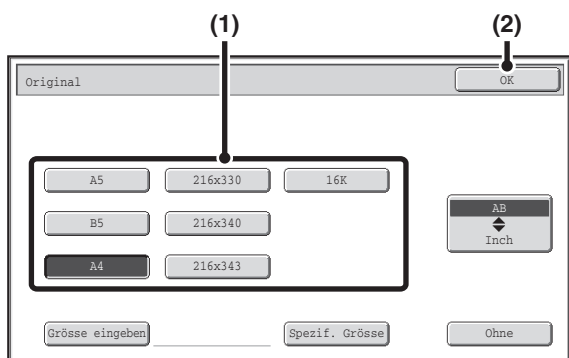 (1) (2)
Original OK
A5 216x330 16K
B5 216x340
AB
Inch
A4 216x343
Grösse eingeben Spezif. Grösse Ohne